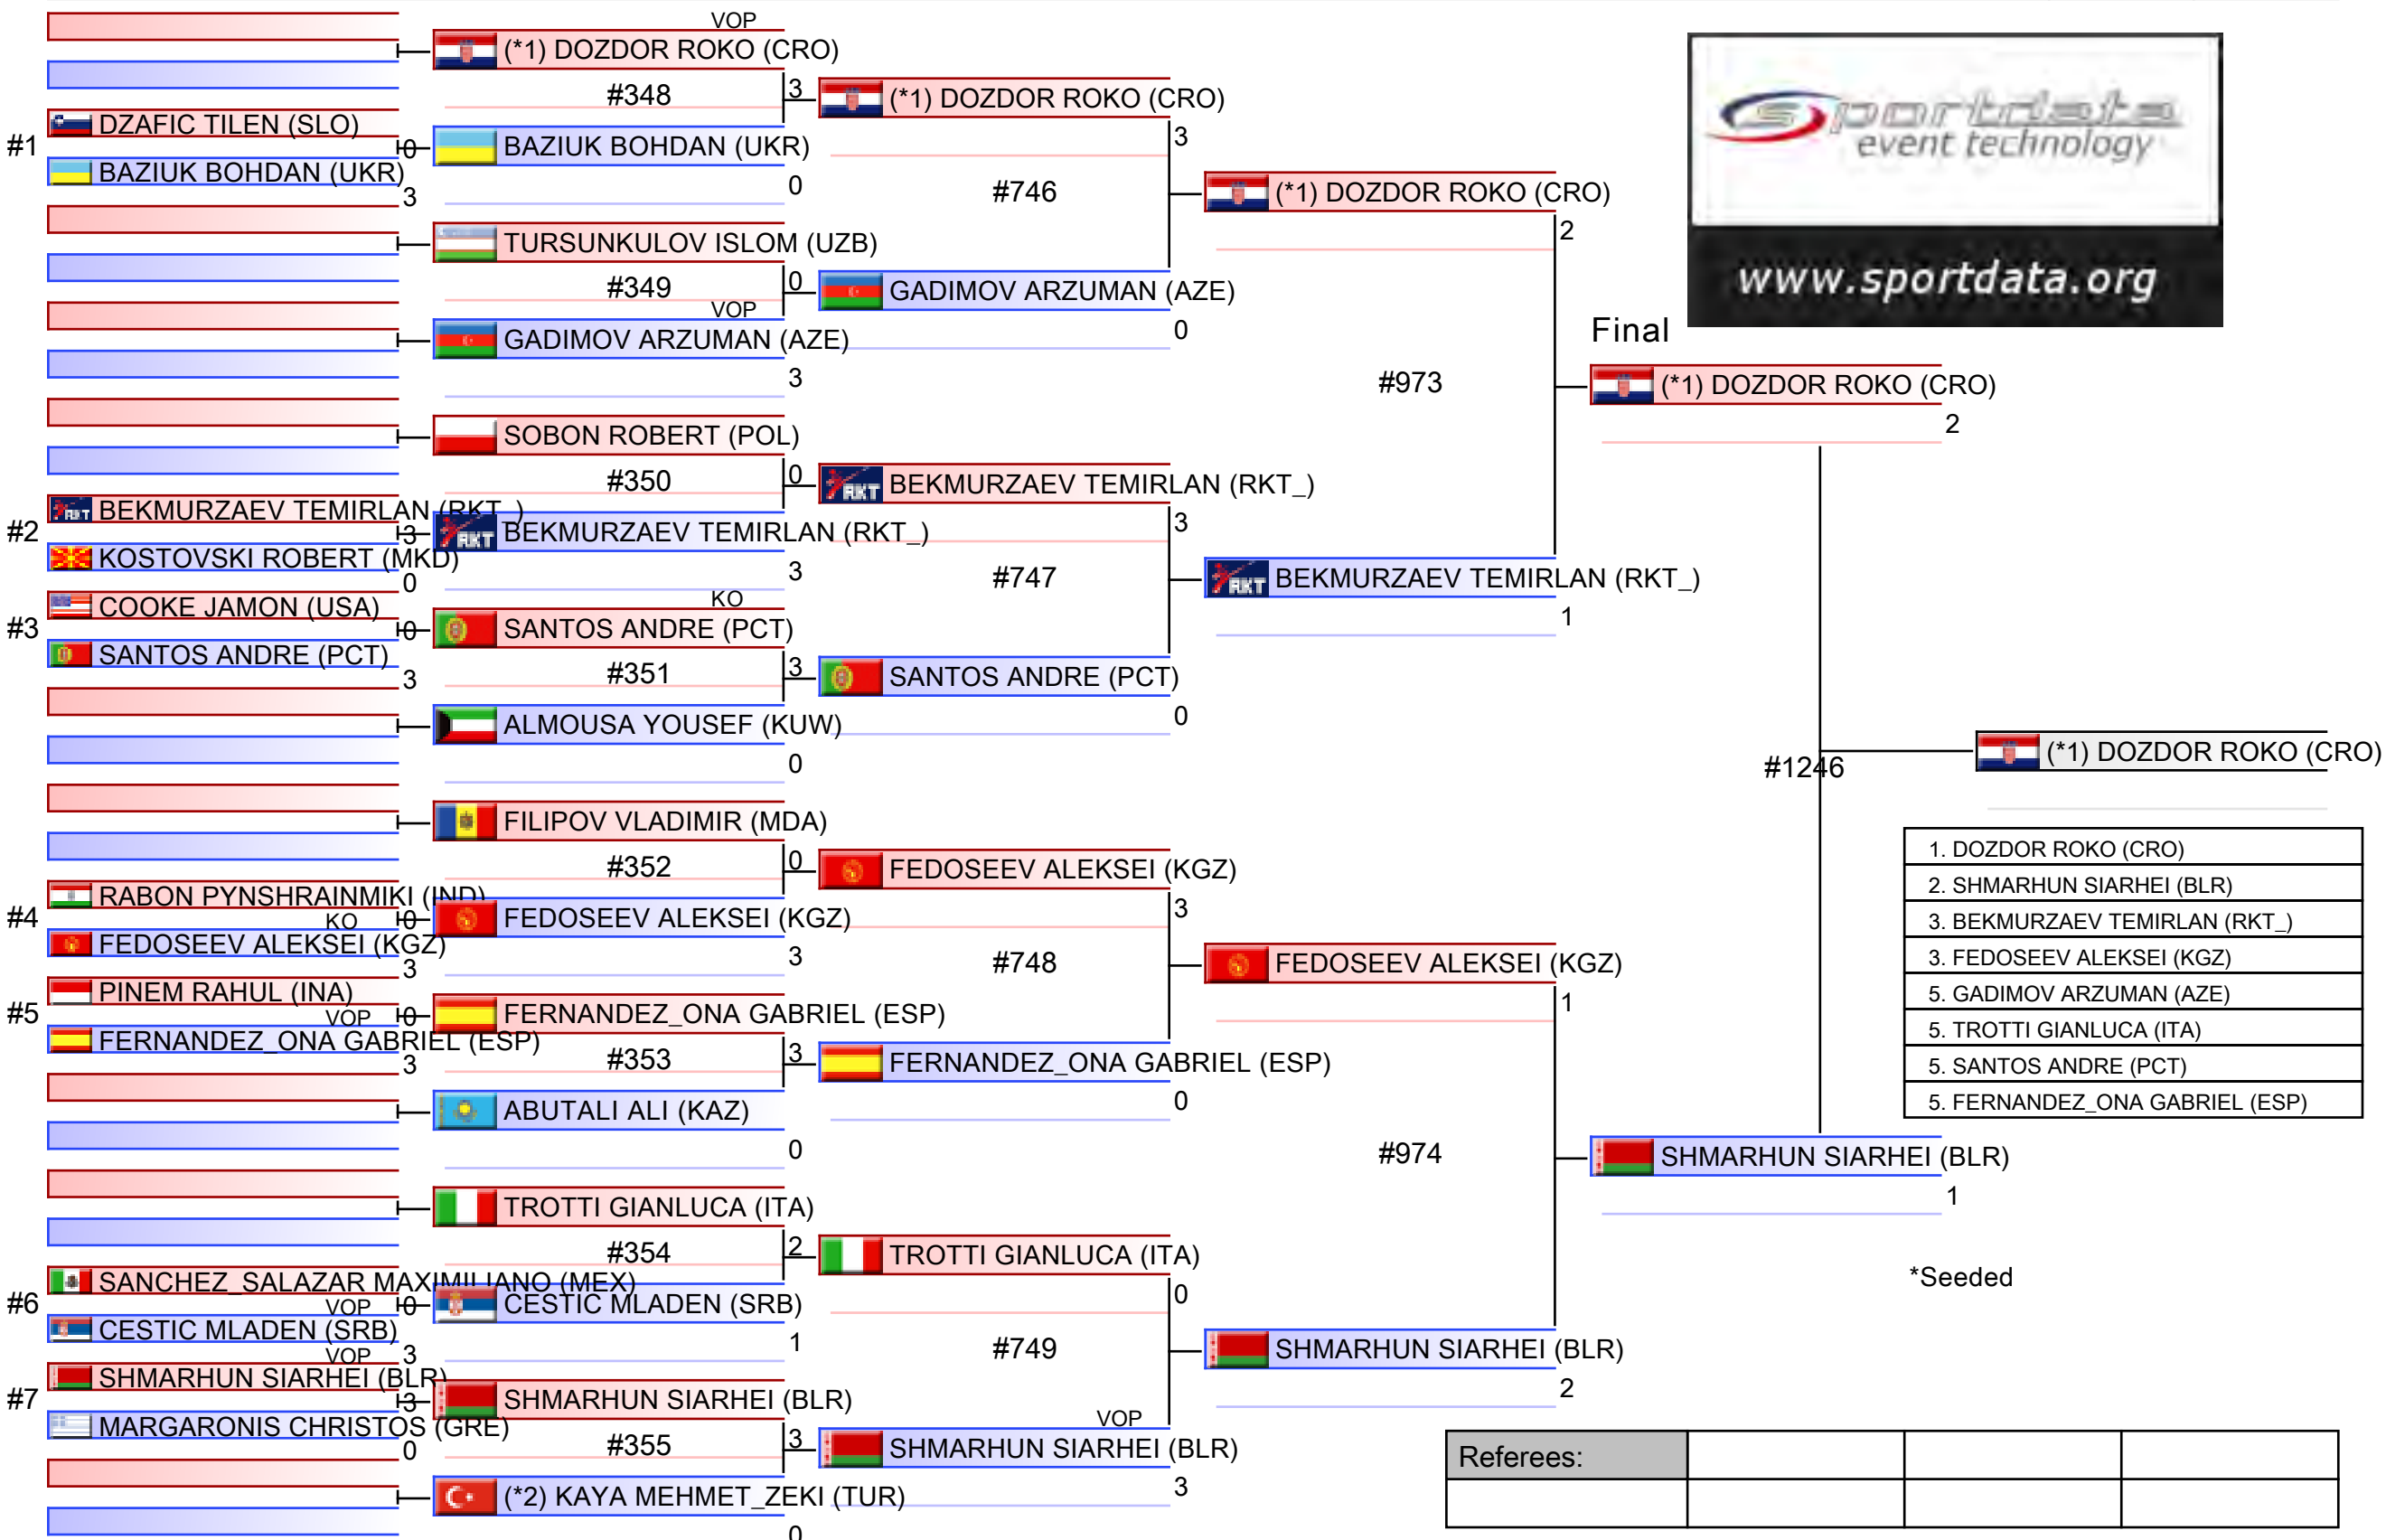 VOP
(*1) DOZDOR ROKO (CRO)
#348
3
BAZIUK BOHDAN (UKR)
0
#1
DZAFIC TILEN (SLO)
0
BAZIUK BOHDAN (UKR)
3
TURSUNKULOV ISLOM (UZB)
#349
0
VOP
GADIMOV ARZUMAN (AZE)
3
SOBON ROBERT (POL)
#350
0
#2
BEKMURZAEV TEMIRLAN (RKT_)
3
KOSTOVSKI ROBERT (MKD)
0
BEKMURZAEV TEMIRLAN (RKT_)
3
#3
COOKE JAMON (USA)
0
SANTOS ANDRE (PCT)
3
KO
SANTOS ANDRE (PCT)
#351
3
ALMOUSA YOUSEF (KUW)
0
FILIPOV VLADIMIR (MDA)
#352
0
#4
RABON PYNSHRAINMIKI (IND)
KO
0
FEDOSEEV ALEKSEI (KGZ)
3
FEDOSEEV ALEKSEI (KGZ)
3
#5
PINEM RAHUL (INA)
VOP
0
FERNANDEZ_ONA GABRIEL (ESP)
3
FERNANDEZ_ONA GABRIEL (ESP)
#353
3
ABUTALI ALI (KAZ)
0
TROTTI GIANLUCA (ITA)
#354
2
#6
SANCHEZ_SALAZAR MAXIMILIANO (MEX)
VOP
0
CESTIC MLADEN (SRB)
3
CESTIC MLADEN (SRB)
1
#7
VOP
SHMARHUN SIARHEI (BLR)
3
MARGARONIS CHRISTOS (GRE)
0
SHMARHUN SIARHEI (BLR)
#355
3
(*2) KAYA MEHMET_ZEKI (TUR)
0
(*1) DOZDOR ROKO (CRO)
3
#746
GADIMOV ARZUMAN (AZE)
0
BEKMURZAEV TEMIRLAN (RKT_)
3
#747
SANTOS ANDRE (PCT)
0
FEDOSEEV ALEKSEI (KGZ)
3
#748
FERNANDEZ_ONA GABRIEL (ESP)
0
TROTTI GIANLUCA (ITA)
0
#749
VOP
SHMARHUN SIARHEI (BLR)
3
(*1) DOZDOR ROKO (CRO)
2
#973
BEKMURZAEV TEMIRLAN (RKT_)
1
FEDOSEEV ALEKSEI (KGZ)
1
#974
SHMARHUN SIARHEI (BLR)
2
Final
(*1) DOZDOR ROKO (CRO)
2
#1246
SHMARHUN SIARHEI (BLR)
1
(*1) DOZDOR ROKO (CRO)
sportdata
event technology
www.sportdata.org
1. DOZDOR ROKO (CRO)
2. SHMARHUN SIARHEI (BLR)
3. BEKMURZAEV TEMIRLAN (RKT_)
3. FEDOSEEV ALEKSEI (KGZ)
5. GADIMOV ARZUMAN (AZE)
5. TROTTI GIANLUCA (ITA)
5. SANTOS ANDRE (PCT)
5. FERNANDEZ_ONA GABRIEL (ESP)
*Seeded
Referees: